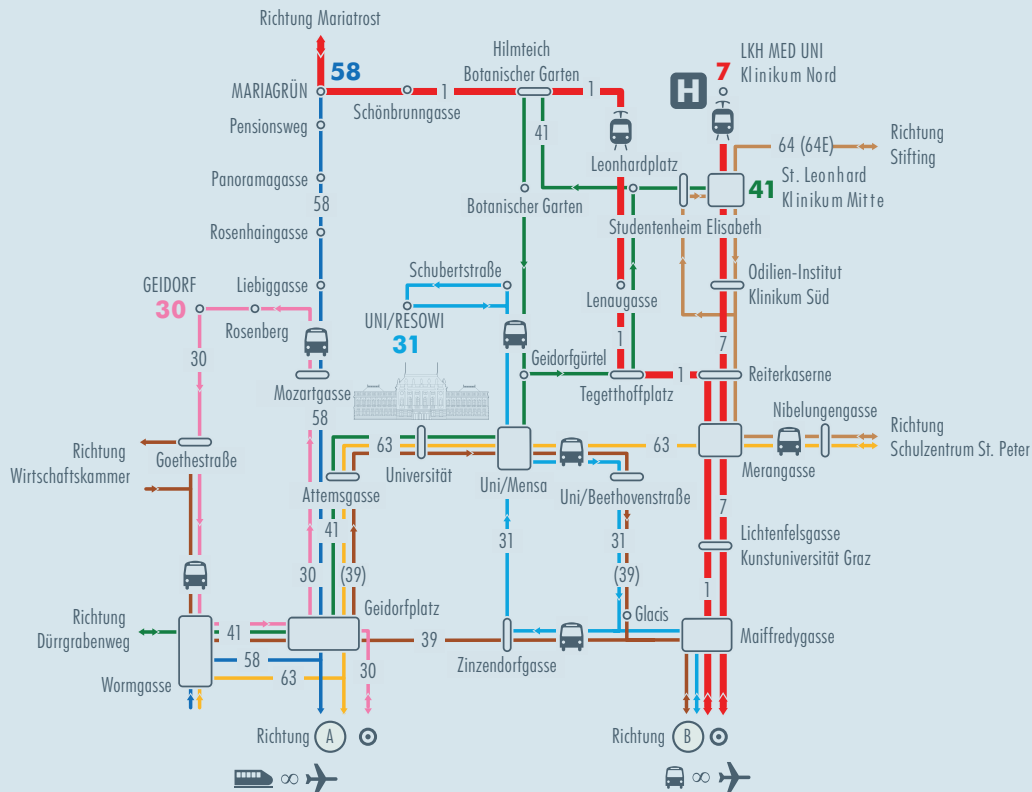 Richtung Mariatrost
58
MARIAGRÜN
1
Schönbrunngasse
Hilmteich
Botanischer Garten
1
41
H
7
LKH MED UNI
Klinikum Nord
Pensionsweg
Leonhardplatz
64 (64E)
Richtung
Stifting
Panoramagasse
58
Botanischer Garten
41
St. Leonhard
Klinikum Mitte
Studentenheim Elisabeth
Rosenhaingasse
Schubertstraße
Odilien-Institut
Klinikum Süd
GEIDORF
30
Liebiggasse
Lenaugasse
UNI/RESOWI
31
Rosenberg
30
1
7
Geidorfgürtel
Tegetthoffplatz
1
Reiterkaserne
Mozartgasse
58
Nibelungengasse
Richtung
Schulzentrum St. Peter
63
63
Richtung
Wirtschaftskammer
Goethestraße
Universität
Uni/Mensa
Merangasse
Attemsgasse
Uni/Beethovenstraße
41
7
31
31
Lichtenfelsgasse
Kunstuniversität Graz
30
(39)
(39)
1
Geidorfplatz
Glacis
Richtung
Dürrgrabenweg
41
39
Maiffredygasse
58
30
Zinzendorfgasse
Wormgasse
63
Richtung A
Richtung B